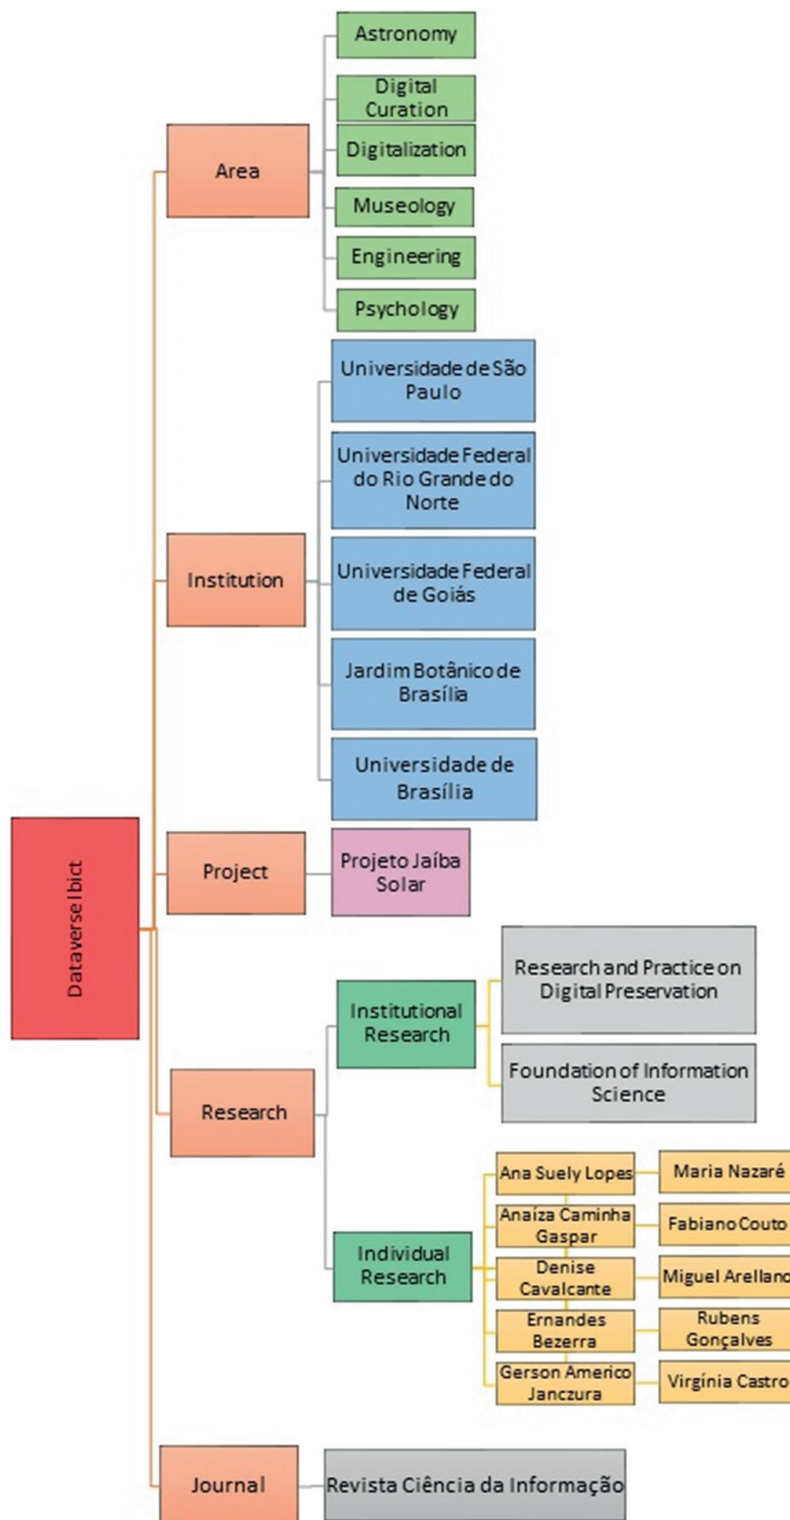 Astronomy
Digital
Curation
Digitalization
Area
Museology
Engineering
Psychology
Universidade de São
Paulo
Universidade Federal
do Rio Grande do
Norte
Institution
Universidade Federal
de Goiás
Jardim Botânico de
Brasília
Universidade de
Brasília
Dataverse Ibict
Project
Projeto Jaíba
Solar
Research and Practice on
Digital Preservation
Institutional
Research
Foundation of Information
Science
Research
Ana Suely Lopes
Maria Nazaré
Anaíza Caminha
Gaspar
Fabiano Couto
Individual
Research
Denise
Cavalcante
Miguel Arellano
Ernandes
Bezerra
Rubens
Gonçalves
Gerson Americo
Janczura
Virgínia Castro
Journal
Revista Ciência da Informação